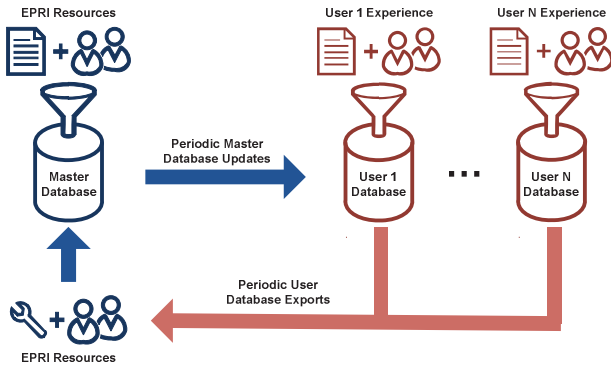 EPRI Resources
User 1 Experience
User N Experience
Periodic Master
Database Updates
Master
Database
User 1
Database
...
User N
Database
Periodic User
Database Exports
EPRI Resources